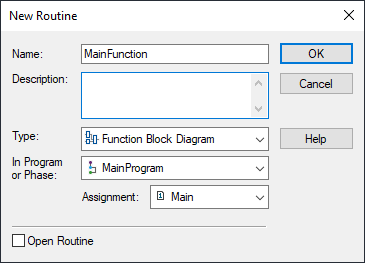 New Routine
Name: MainFunction OK
Description: Cancel
Type: Function Block Diagram Help
In Program
or Phase: MainProgram
Assignment: Main
Open Routine